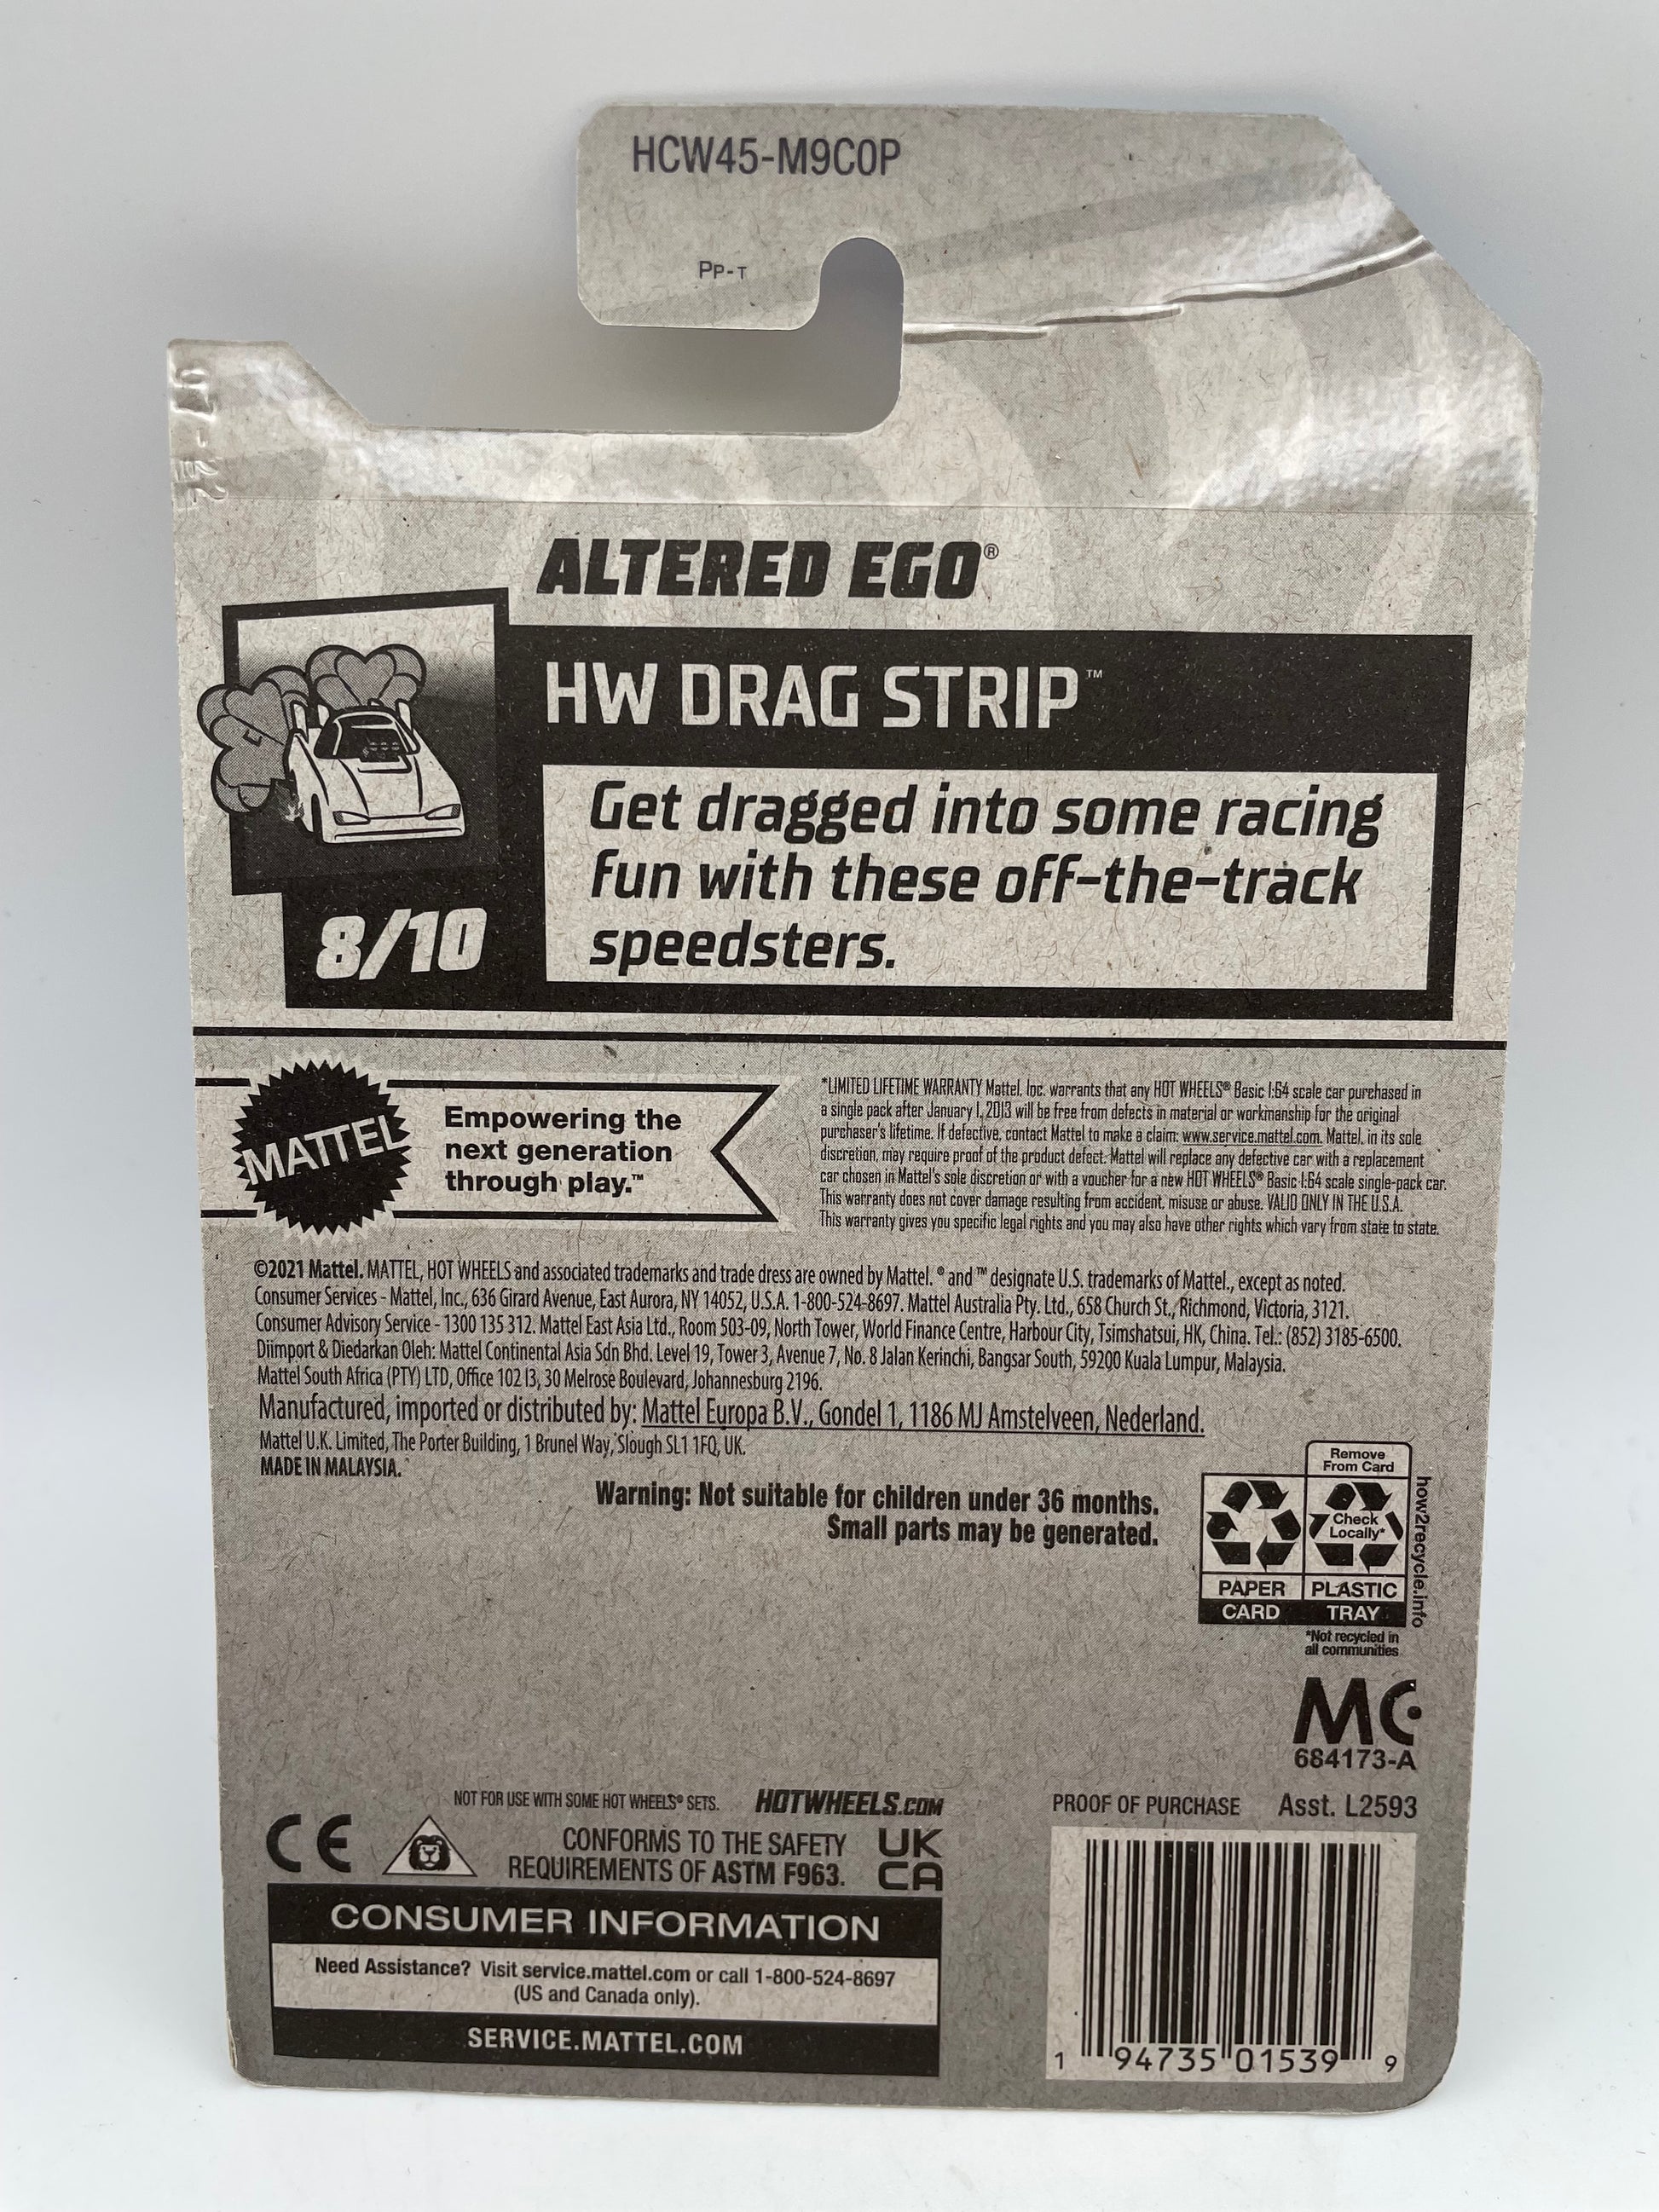 HCW45-M9C0P
PP-T
ALTERED EGO®
HW DRAG STRIP™
Get dragged into some racing
fun with these off-the-track
speedsters.
8/10
MATTEL
Empowering the
next generation
through play.™
*LIMITED LIFETIME WARRANTY Mattel, Inc. warrants that any HOT WHEELS® Basic 1:64 scale car purchased in
a single pack after January 1, 2013 will be free from defects in material or workmanship for the original
purchaser's lifetime. If defective, contact Mattel to make a claim: www.service.mattel.com. Mattel, in its sole
discretion, may require proof of the product defect. Mattel will replace any defective car with a replacement
car chosen in Mattel's sole discretion or with a voucher for a new HOT WHEELS® Basic 1:64 scale single-pack car.
This warranty does not cover damage resulting from accident, misuse or abuse. VALID ONLY IN THE U.S.A.
This warranty gives you specific legal rights and you may also have other rights which vary from state to state.
©2021 Mattel. MATTEL, HOT WHEELS and associated trademarks and trade dress are owned by Mattel. ® and ™ designate U.S. trademarks of Mattel., except as noted.
Consumer Services - Mattel, Inc., 636 Girard Avenue, East Aurora, NY 14052, U.S.A. 1-800-524-8697. Mattel Australia Pty. Ltd., 658 Church St., Richmond, Victoria, 3121.
Consumer Advisory Service - 1300 135 312. Mattel East Asia Ltd., Room 503-09, North Tower, World Finance Centre, Harbour City, Tsimshatsui, HK, China. Tel.: (852) 3185-6500.
Diimport & Diedarkan Oleh: Mattel Continental Asia Sdn Bhd. Level 19, Tower 3, Avenue 7, No. 8 Jalan Kerinchi, Bangsar South, 59200 Kuala Lumpur, Malaysia.
Mattel South Africa (PTY) LTD, Office 102 I3, 30 Melrose Boulevard, Johannesburg 2196.
Manufactured, imported or distributed by: Mattel Europa B.V., Gondel 1, 1186 MJ Amstelveen, Nederland.
Mattel U.K. Limited, The Porter Building, 1 Brunel Way, Slough SL1 1FQ, UK.
MADE IN MALAYSIA.
Warning: Not suitable for children under 36 months.
Small parts may be generated.
Remove
From Card
Check
Locally*
PAPER PLASTIC
CARD TRAY
how2recycle.info
*Not recycled in
all communities
MC
684173-A
NOT FOR USE WITH SOME HOT WHEELS® SETS. HOTWHEELS.COM
CE
CONFORMS TO THE SAFETY
REQUIREMENTS OF ASTM F963.
UK
CA
PROOF OF PURCHASE Asst. L2593
CONSUMER INFORMATION
Need Assistance? Visit service.mattel.com or call 1-800-524-8697
(US and Canada only).
SERVICE.MATTEL.COM
1 94735 01539 9